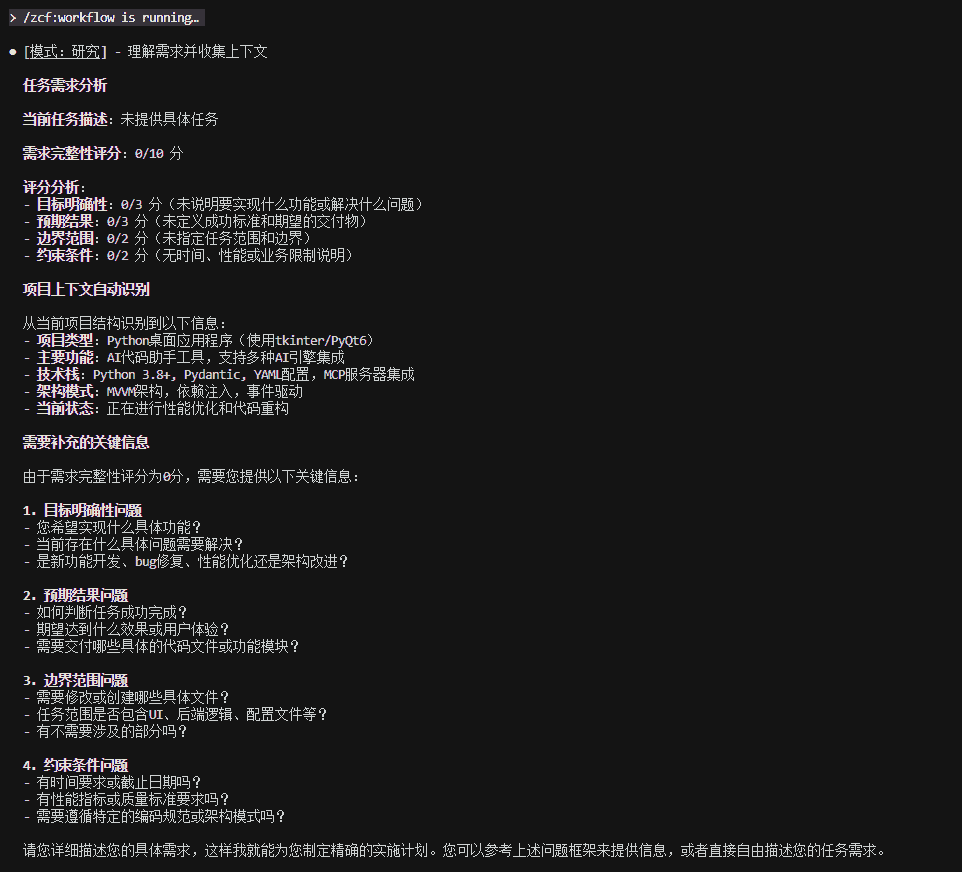 > /zcf:workflow is running…
● [模式：研究] - 理解需求并收集上下文
任务需求分析
当前任务描述：未提供具体任务
需求完整性评分：0/10 分
评分分析：
- 目标明确性：0/3 分（未说明要实现什么功能或解决什么问题）
- 预期结果：0/3 分（未定义成功标准和期望的交付物）
- 边界范围：0/2 分（未指定任务范围和边界）
- 约束条件：0/2 分（无时间、性能或业务限制说明）
项目上下文自动识别
从当前项目结构识别到以下信息：
- 项目类型：Python桌面应用程序（使用tkinter/PyQt6）
- 主要功能：AI代码助手工具，支持多种AI引擎集成
- 技术栈：Python 3.8+, Pydantic, YAML配置，MCP服务器集成
- 架构模式：MVVM架构，依赖注入，事件驱动
- 当前状态：正在进行性能优化和代码重构
需要补充的关键信息
由于需求完整性评分为0分，需要您提供以下关键信息：
1. 目标明确性问题
- 您希望实现什么具体功能？
- 当前存在什么具体问题需要解决？
- 是新功能开发、bug修复、性能优化还是架构改进？
2. 预期结果问题
- 如何判断任务成功完成？
- 期望达到什么效果或用户体验？
- 需要交付哪些具体的代码文件或功能模块？
3. 边界范围问题
- 需要修改或创建哪些具体文件？
- 任务范围是否包含UI、后端逻辑、配置文件等？
- 有不需要涉及的部分吗？
4. 约束条件问题
- 有时间要求或截止日期吗？
- 有性能指标或质量标准要求吗？
- 需要遵循特定的编码规范或架构模式吗？
请您详细描述您的具体需求，这样我就能为您制定精确的实施计划。您可以参考上述问题框架来提供信息，或者直接自由描述您的任务需求。